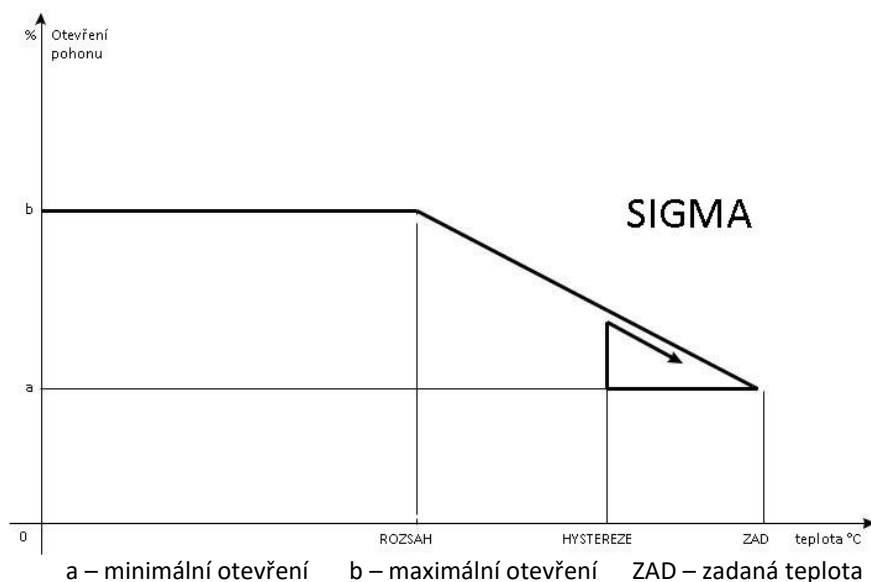 % Otevření
pohonu
b
SIGMA
a
0 ROZSAH HYSTEREZE ZAD teplota °C
a – minimální otevření b – maximální otevření ZAD – zadaná teplota